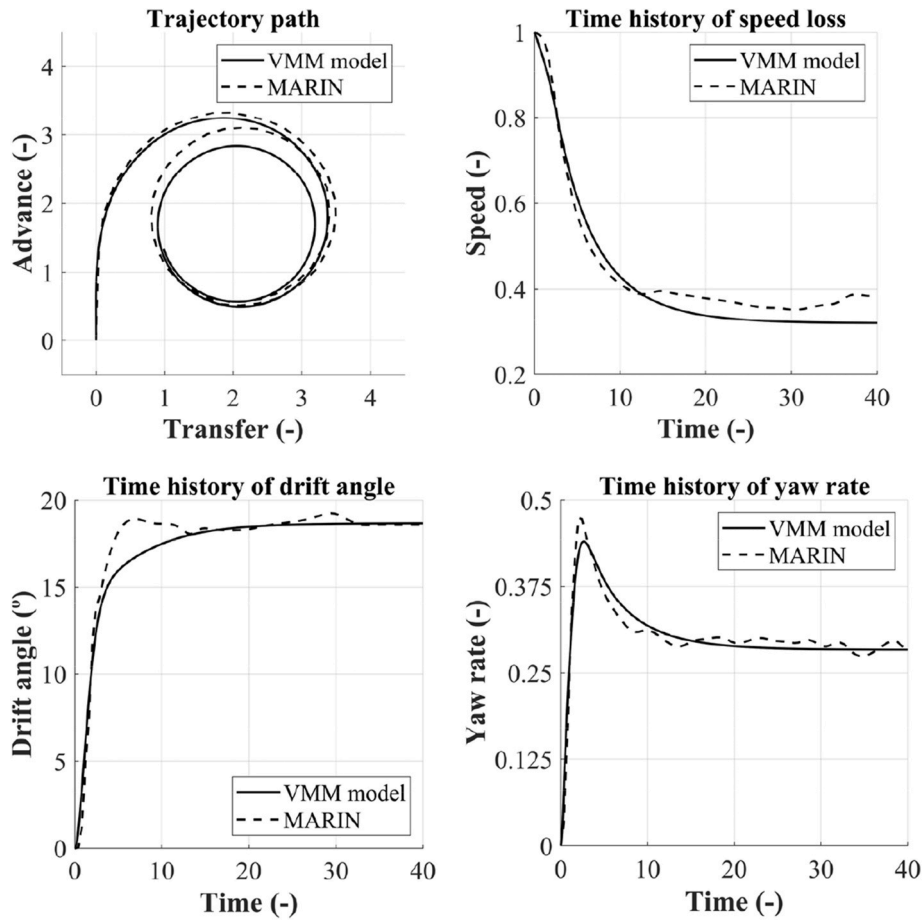 Trajectory path
4
3
2
1
0
Advance (-)
VMM model
MARIN
0 1 2 3 4
Transfer (-)
Time history of speed loss
1
0.8
0.6
0.4
0.2
Speed (-)
VMM model
MARIN
0 10 20 30 40
Time (-)
Time history of drift angle
20
15
10
5
0
Drift angle (º)
VMM model
MARIN
0 10 20 30 40
Time (-)
Time history of yaw rate
0.5
0.375
0.25
0.125
0
Yaw rate (-)
VMM model
MARIN
0 10 20 30 40
Time (-)